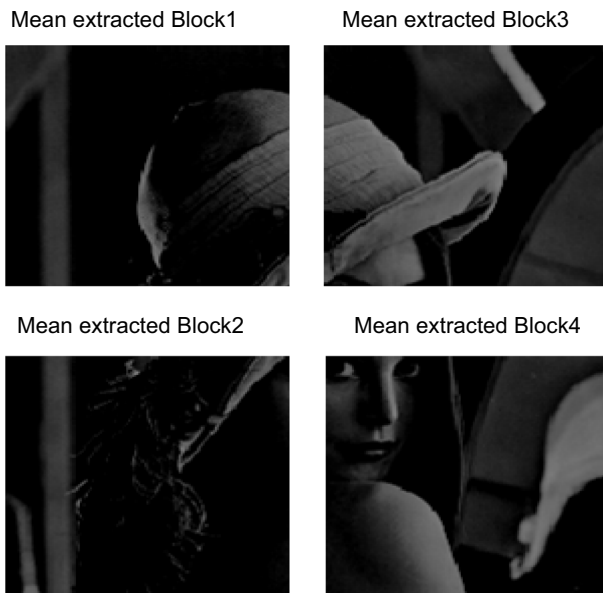 Mean extracted Block1
Mean extracted Block3
Mean extracted Block2
Mean extracted Block4